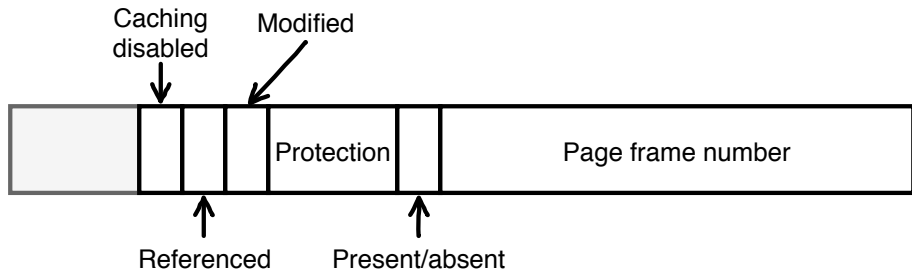 Caching
disabled
Modified
Protection
Page frame number
Referenced
Present/absent